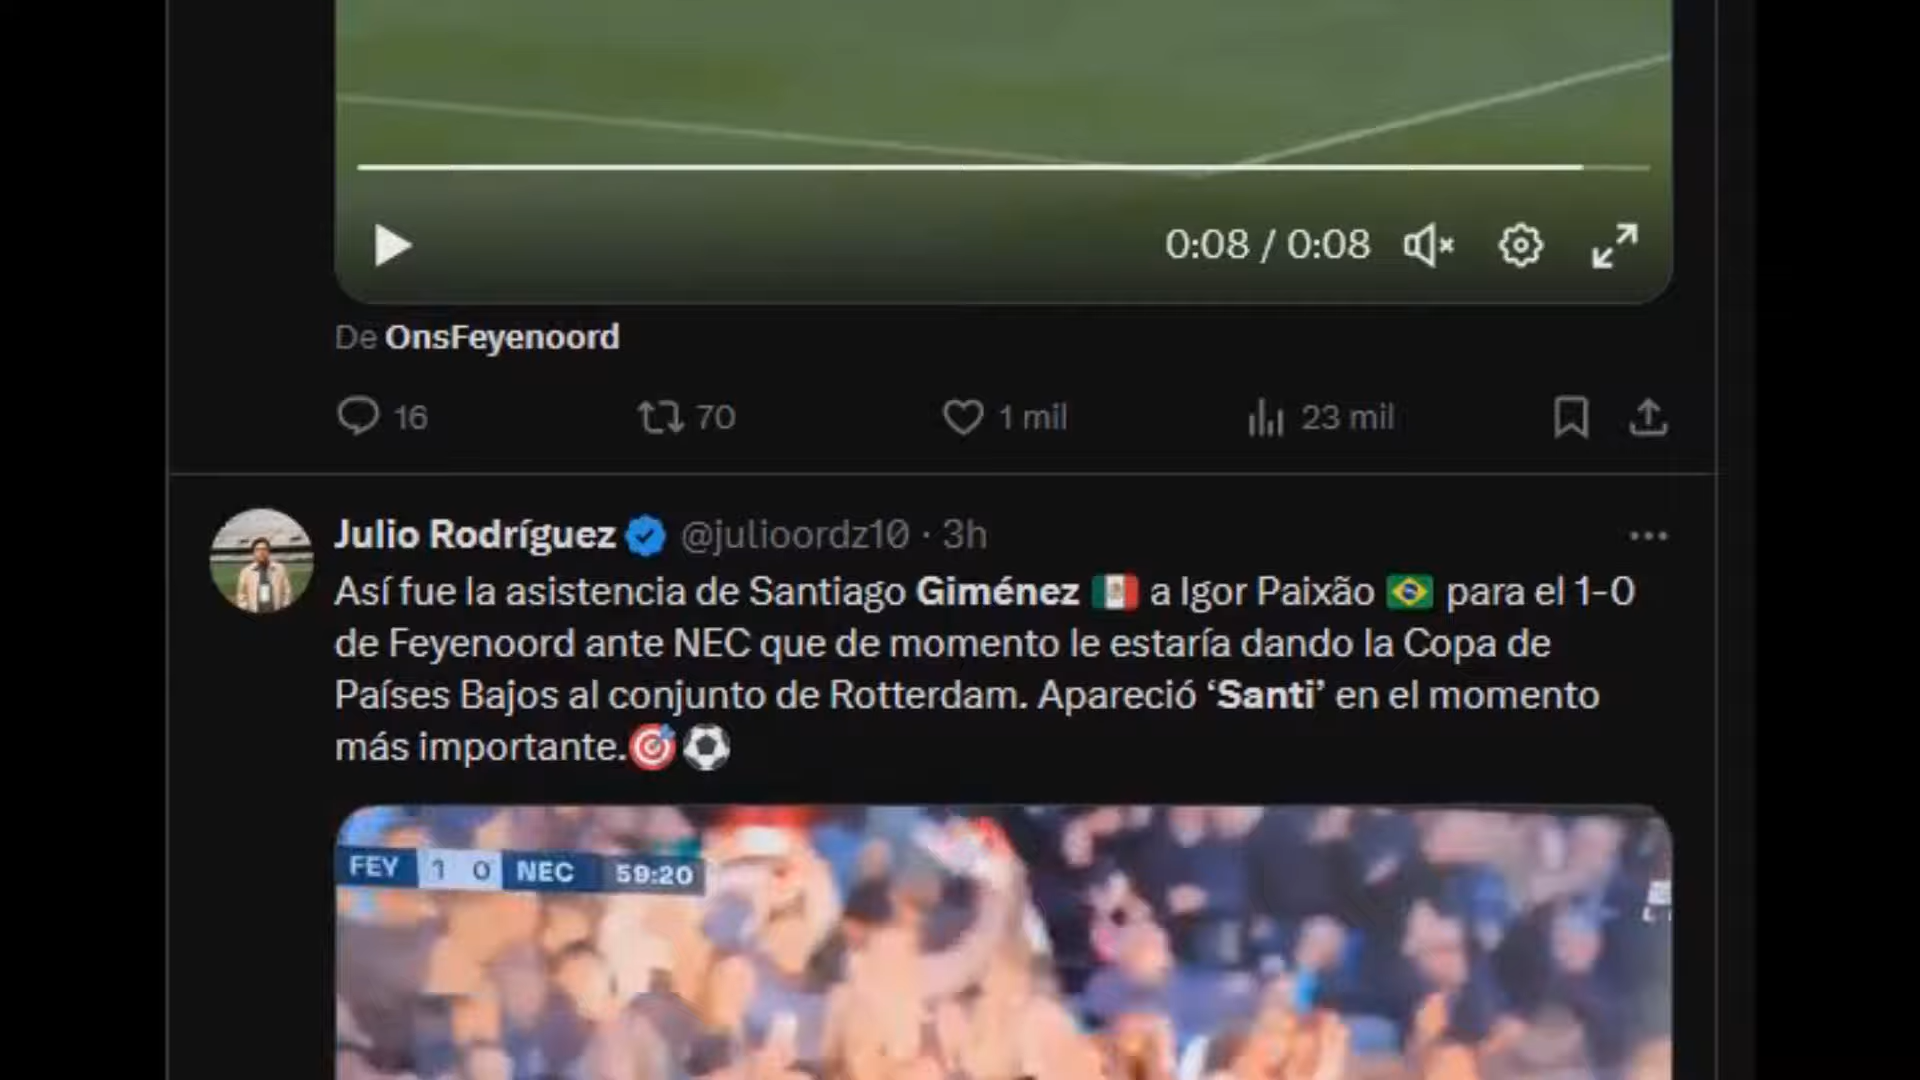 0:08 / 0:08
De OnsFeyenoord
16 70 1 mil 23 mil
Julio Rodríguez @julioordz10 · 3h
Así fue la asistencia de Santiago Giménez 🇲🇽 a Igor Paixão 🇧🇷 para el 1-0
de Feyenoord ante NEC que de momento le estaría dando la Copa de
Países Bajos al conjunto de Rotterdam. Apareció ‘Santi’ en el momento
más importante.🎯⚽
FEY 1 0 NEC 59:20